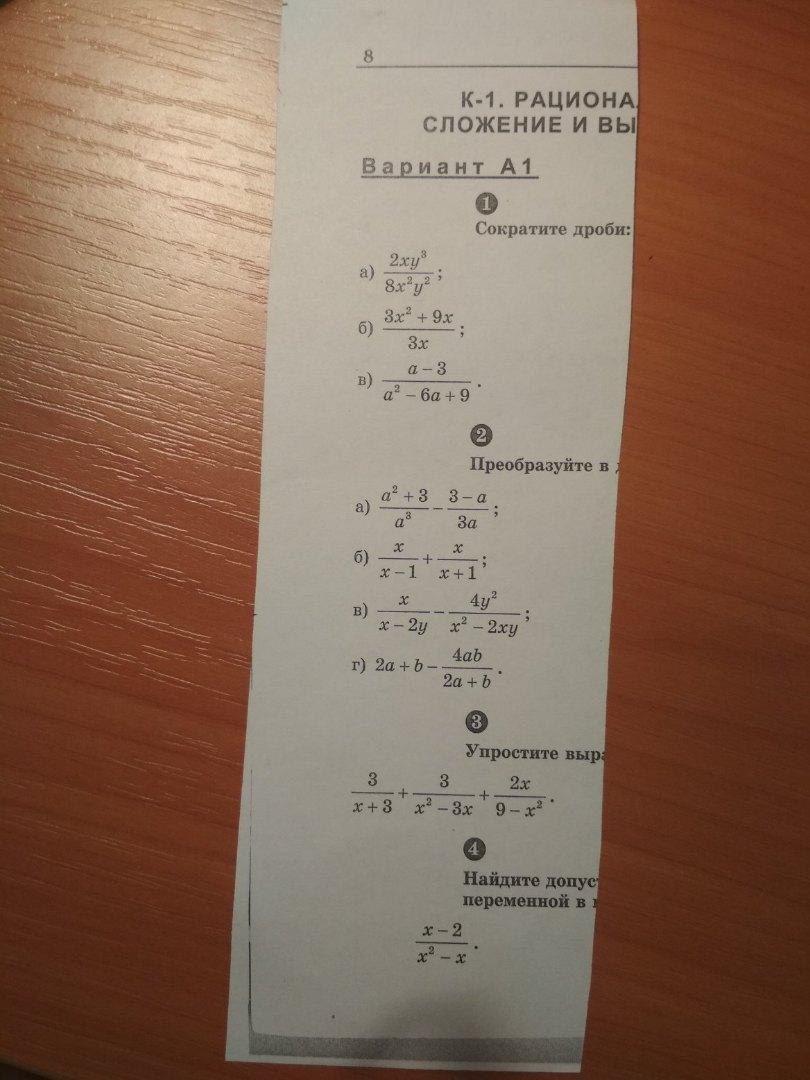 8
К-1. РАЦИОНА
СЛОЖЕНИЕ И ВЫ
Вариант А1
1
Сократите дроби:
а) 2xy³/8x²y²;
б) (3x² + 9x)/3x;
в) (a – 3)/(a² – 6a + 9).
2
Преобразуйте в
а) (a² + 3)/a³ – (3 – a)/3a;
б) x/(x – 1) + x/(x + 1);
в) x/(x – 2y) – 4y²/(x² – 2xy);
г) 2a + b – 4ab/(2a + b).
3
Упростите выра
3/(x + 3) + 3/(x² – 3x) + 2x/(9 – x²).
4
Найдите допуст
переменной в
(x – 2)/(x² – x).